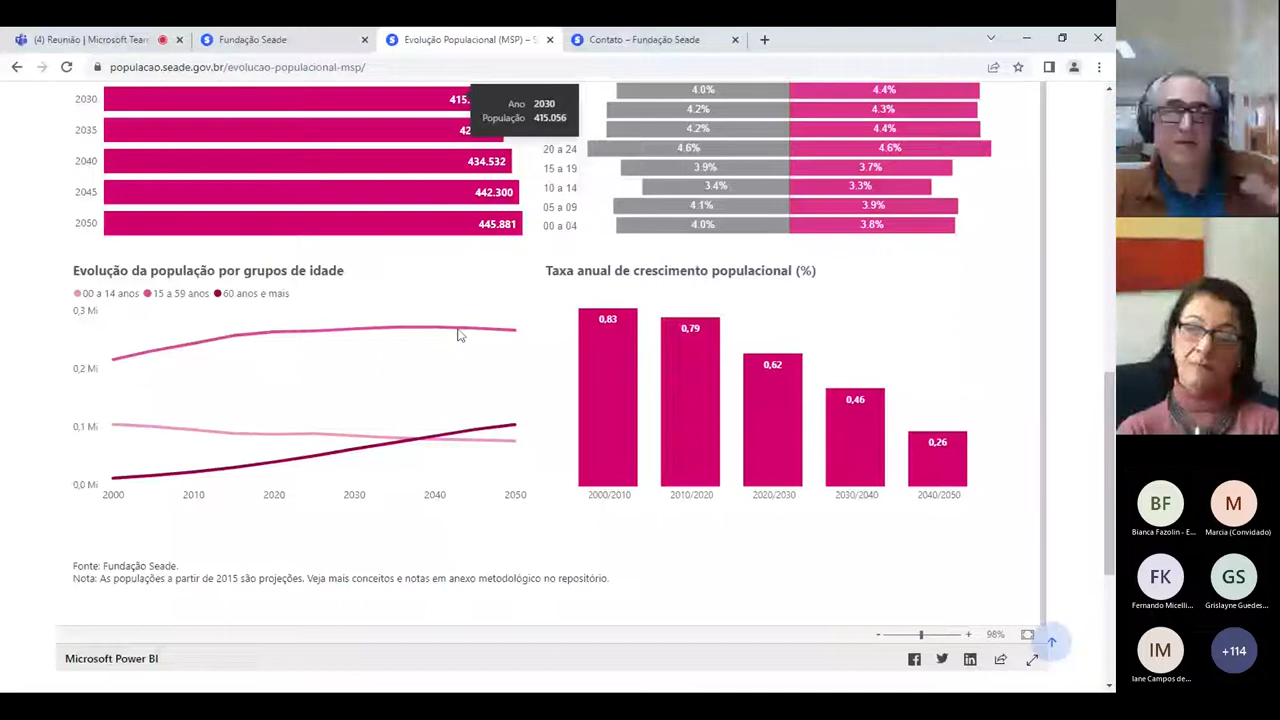 (4) Reunião | Microsoft Team
Fundação Seade
Evolução Populacional (MSP) – S
Contato – Fundação Seade
populacao.seade.gov.br/evolucao-populacional-msp/
2030
415.
2035
42
2040
434.532
2045
442.300
2050
445.881
Ano 2030
População 415.056
4.0% 4.4%
4.2% 4.3%
4.2% 4.4%
20 a 24 4.6% 4.6%
15 a 19 3.9% 3.7%
10 a 14 3.4% 3.3%
05 a 09 4.1% 3.9%
00 a 04 4.0% 3.8%
Evolução da população por grupos de idade
00 a 14 anos 15 a 59 anos 60 anos e mais
0,3 Mi
0,2 Mi
0,1 Mi
0,0 Mi
2000 2010 2020 2030 2040 2050
Taxa anual de crescimento populacional (%)
0,83
0,79
0,62
0,46
0,26
2000/2010 2010/2020 2020/2030 2030/2040 2040/2050
Fonte: Fundação Seade.
Nota: As populações a partir de 2015 são projeções. Veja mais conceitos e notas em anexo metodológico no repositório.
- + 98%
Microsoft Power BI
BF
Bianca Fazolin - E...
M
Marcia (Convidado)
FK
Fernando Micelli...
GS
Grislayne Guedes...
IM
Iane Campos de...
+114